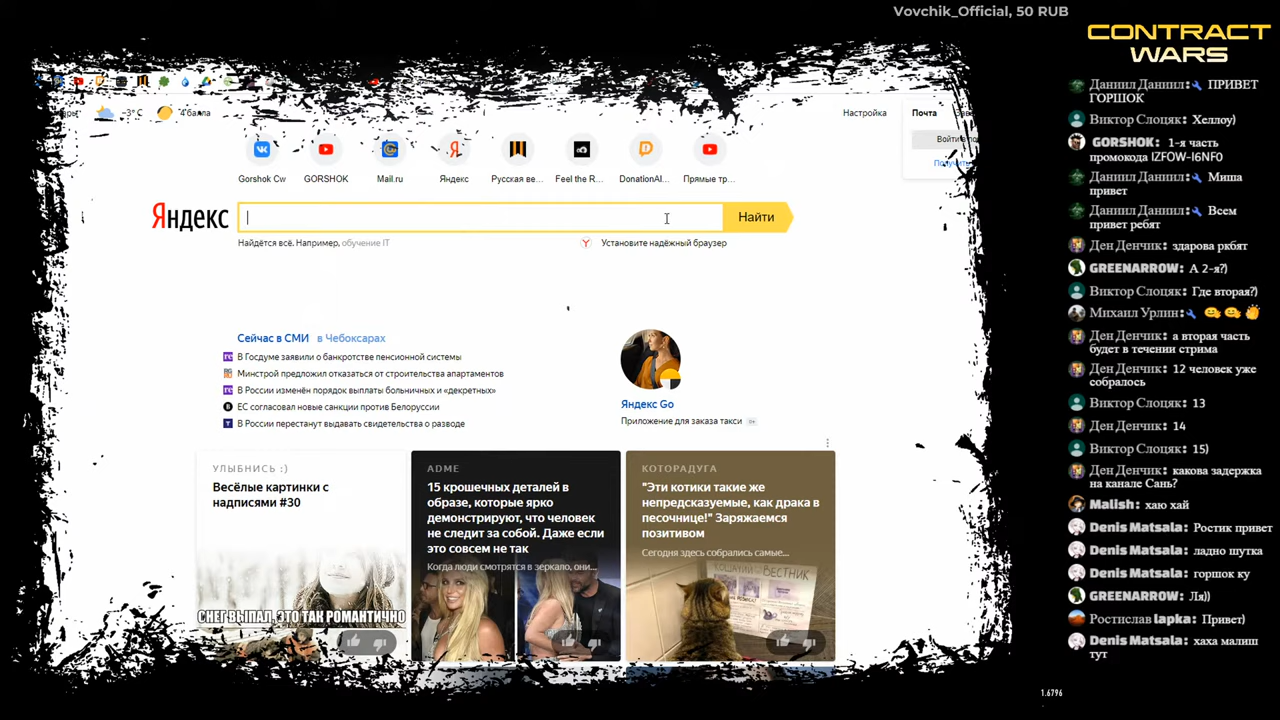 Vovchik_Official, 50 RUB
CONTRACT
WARS
-3° C
4 балла
Настройка
Почта
Войти в по
Получить
Gorshok Cw
GORSHOK
Mail.ru
Яндекс
Русская ве...
Feel the R...
DonationAl...
Прямые тр...
Яндекс
Найти
Найдётся всё. Например, обучение IT
Установите надёжный браузер
Сейчас в СМИ в Чебоксарах
В Госдуме заявили о банкротстве пенсионной системы
Минстрой предложил отказаться от строительства апартаментов
В России изменён порядок выплаты больничных и «декретных»
ЕС согласовал новые санкции против Белоруссии
В России перестанут выдавать свидетельства о разводе
Яндекс Go
Приложение для заказа такси
УЛЫБНИСЬ :)
Весёлые картинки с
надписями #30
СНЕГ ВЫПАЛ, ЭТО ТАК РОМАНТИЧНО
ADME
15 крошечных деталей в
образе, которые ярко
демонстрируют, что человек
не следит за собой. Даже если
это совсем не так
Когда люди смотрятся в зеркало, они...
КОТОРАДУГА
"Эти котики такие же
непредсказуемые, как драка в
песочнице!" Заряжаемся
позитивом
Сегодня здесь собрались самые...
ВЕСТНИК
Даниил Даниил: ПРИВЕТ
ГОРШОК
Виктор Слоцяк: Хеллоу)
GORSHOK: 1-я часть
промокода IZFOW-I6NF0
Даниил Даниил: Миша
привет
Даниил Даниил: Всем
привет ребят
Ден Денчик: здарова ркбят
GREENARROW: А 2-я?)
Виктор Слоцяк: Где вторая?)
Михаил Урлин:
Ден Денчик: а вторая часть
будет в течении стрима
Ден Денчик: 12 человек уже
собралось
Виктор Слоцяк: 13
Ден Денчик: 14
Виктор Слоцяк: 15)
Ден Денчик: какова задержка
на канале Сань?
Malish: хаю хай
Denis Matsala: Ростик привет
Denis Matsala: ладно шутка
Denis Matsala: горшок ку
GREENARROW: Ля))
Ростислав lapka: Привет)
Denis Matsala: хаха малиш
тут
1.6796